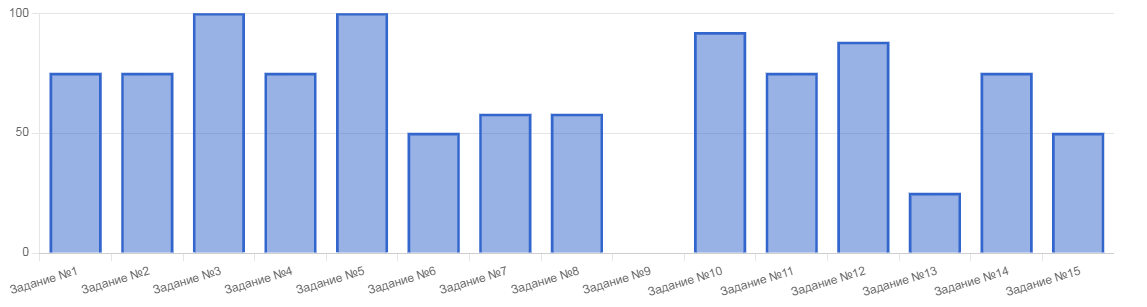 100
50
0
Задание №1
Задание №2
Задание №3
Задание №4
Задание №5
Задание №6
Задание №7
Задание №8
Задание №9
Задание №10
Задание №11
Задание №12
Задание №13
Задание №14
Задание №15